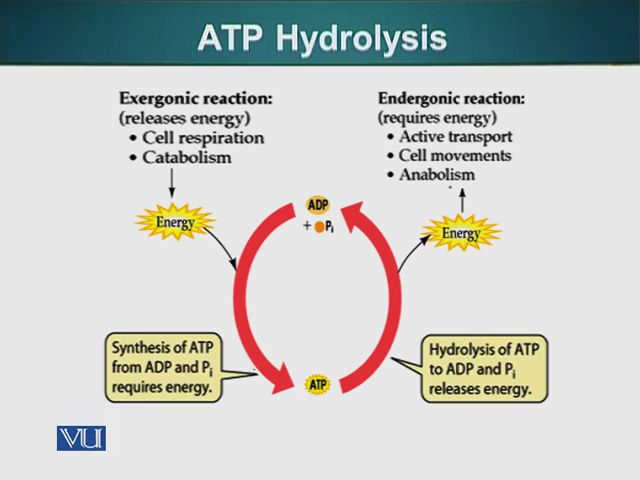 ATP Hydrolysis
Exergonic reaction:
(releases energy)
• Cell respiration
• Catabolism
Endergonic reaction:
(requires energy)
• Active transport
• Cell movements
• Anabolism
Energy
ADP
+ Pi
Energy
Synthesis of ATP
from ADP and Pi
requires energy.
ATP
Hydrolysis of ATP
to ADP and Pi
releases energy.
VU